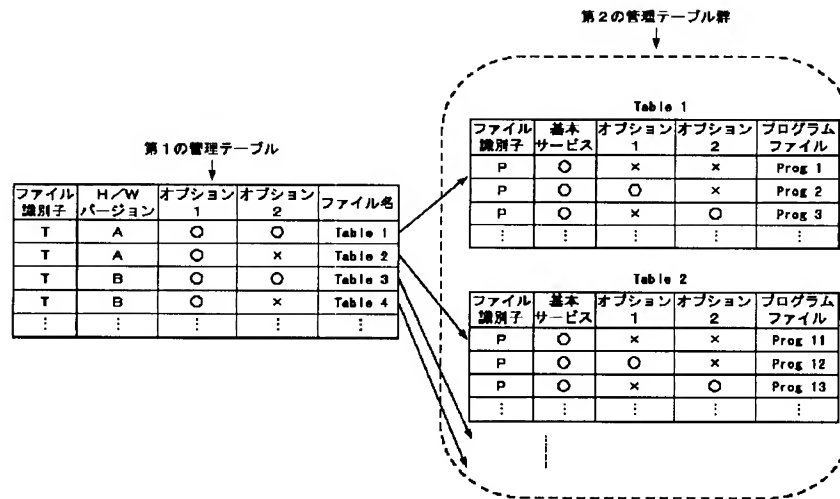 第2の管理テーブル群
第1の管理テーブル
ファイル識別子 H/Wバージョン オプション1 オプション2 ファイル名
T A ○ ○ Table 1
T A ○ × Table 2
T B ○ ○ Table 3
T B ○ × Table 4
⋮ ⋮ ⋮ ⋮ ⋮
Table 1
ファイル識別子 基本サービス オプション1 オプション2 プログラムファイル
P ○ × × Prog 1
P ○ ○ × Prog 2
P ○ × ○ Prog 3
⋮ ⋮ ⋮ ⋮ ⋮
Table 2
ファイル識別子 基本サービス オプション1 オプション2 プログラムファイル
P ○ × × Prog 11
P ○ ○ × Prog 12
P ○ × ○ Prog 13
⋮ ⋮ ⋮ ⋮ ⋮